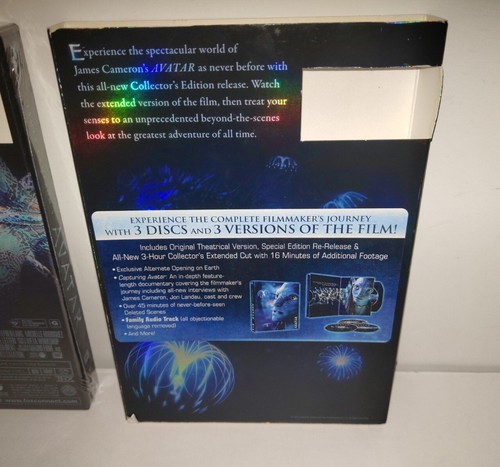 Experience the spectacular world of
James Cameron's AVATAR as never before with
this all-new Collector's Edition release. Watch
the extended version of the film, then treat your
senses to an unprecedented beyond-the-scenes
look at the greatest adventure of all time.
EXPERIENCE THE COMPLETE FILMMAKER'S JOURNEY
WITH 3 DISCS AND 3 VERSIONS OF THE FILM!
Includes Original Theatrical Version, Special Edition Re-Release &
All-New 3-Hour Collector's Extended Cut with 16 Minutes of Additional Footage
• Exclusive Alternate Opening on Earth
• Capturing Avatar: An in-depth feature-
length documentary covering the filmmaker's
journey including all-new interviews with
James Cameron, Jon Landau, cast and crew
• Over 45 minutes of never-before-seen
Deleted Scenes
• Family Audio Track (all objectionable
language removed)
• And More!
AVATAR
www.foxconnect.com